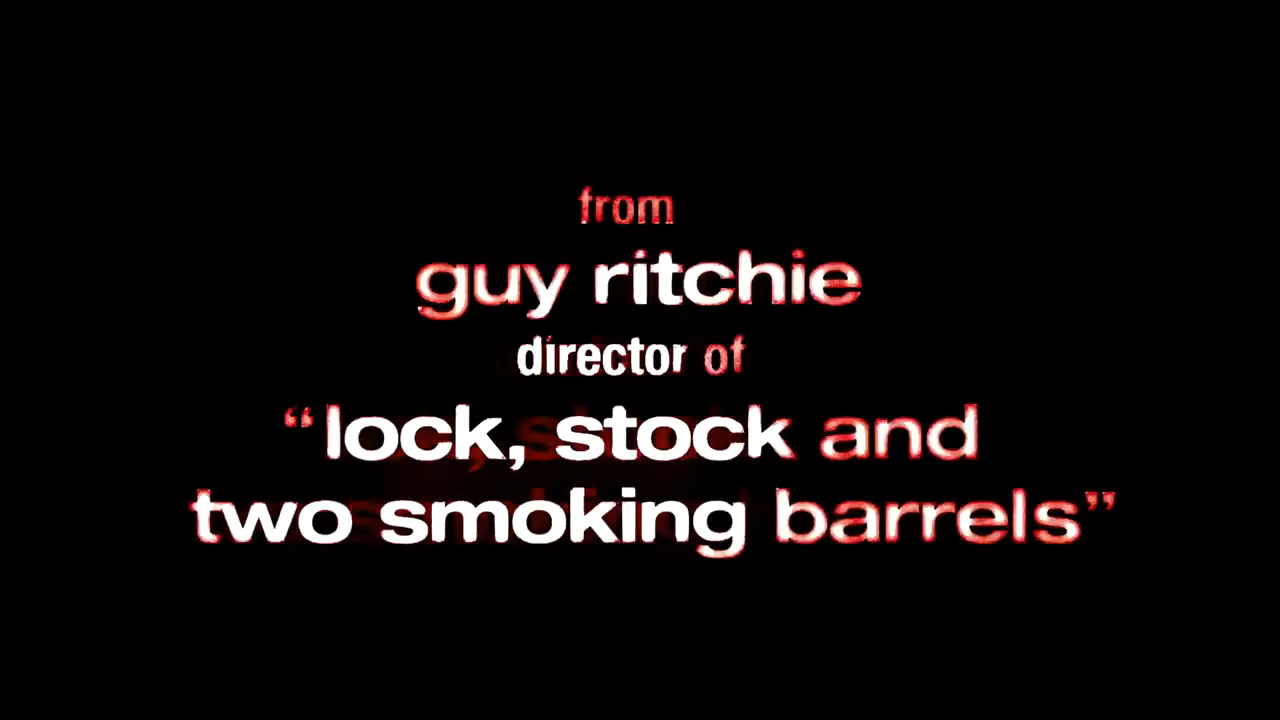 from
guy ritchie
director of
“lock, stock and
two smoking barrels”